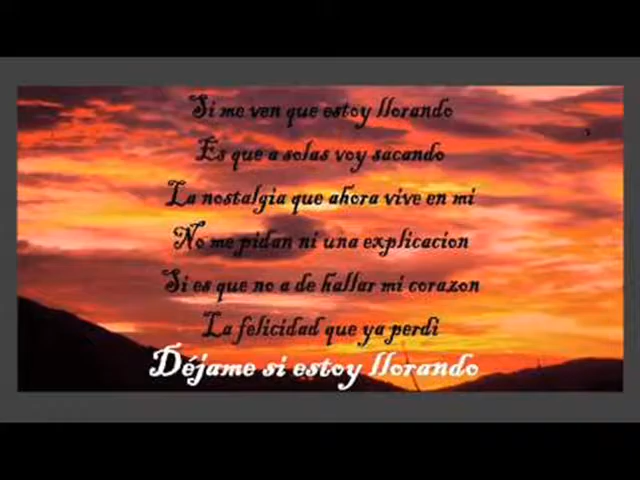 Si me ven que estoy llorando
Es que a solas voy sacando
La nostalgia que ahora vive en mi
No me pidan ni una explicacion
Si es que no a de hallar mi corazon
La felicidad que ya perdi
Déjame si estoy llorando